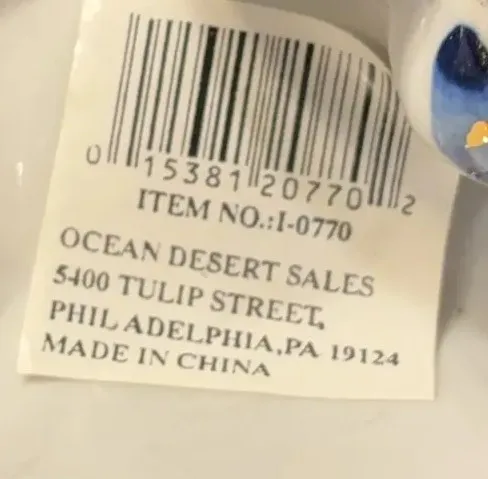 0 15381 20770 2
ITEM NO.:I-0770
OCEAN DESERT SALES
5400 TULIP STREET,
PHILADELPHIA,PA 19124
MADE IN CHINA